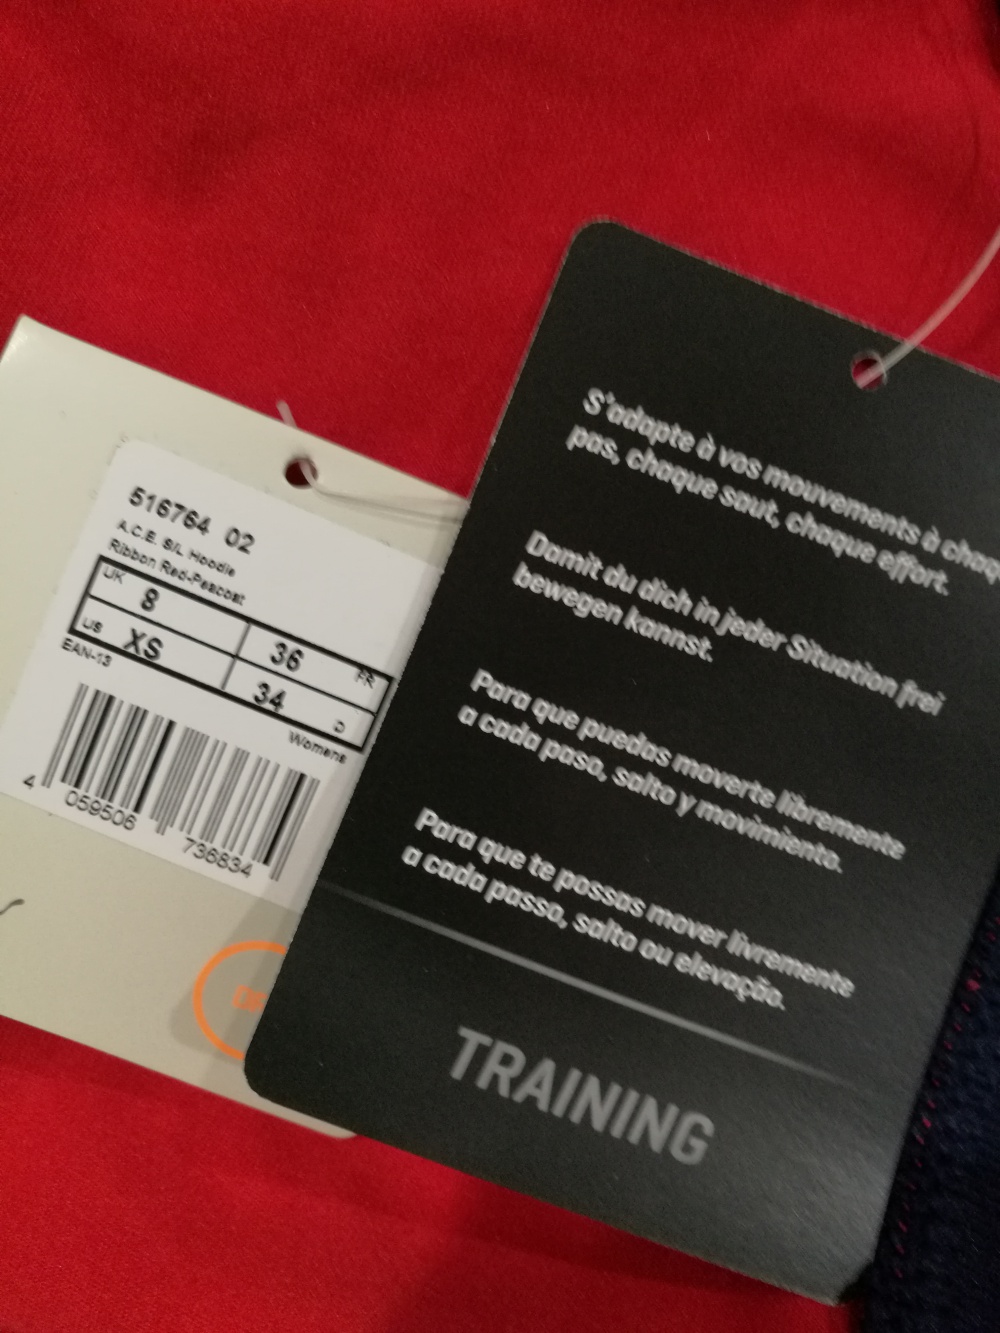 516764 02
A.C.E. S/L Hoodie
Ribbon Red-Peacoat
UK 8 36 FR
US XS 34 D
EAN-13 Womens
4 059506 736834
S'adapte à vos mouvements à
pas, chaque saut, chaque effort.
Damit du dich in jeder Situation frei
bewegen kannst.
Para que puedas moverte libremente
a cada paso, salto y movimiento.
Para que te possas mover livremente
a cada passo, salto ou elevação.
TRAINING